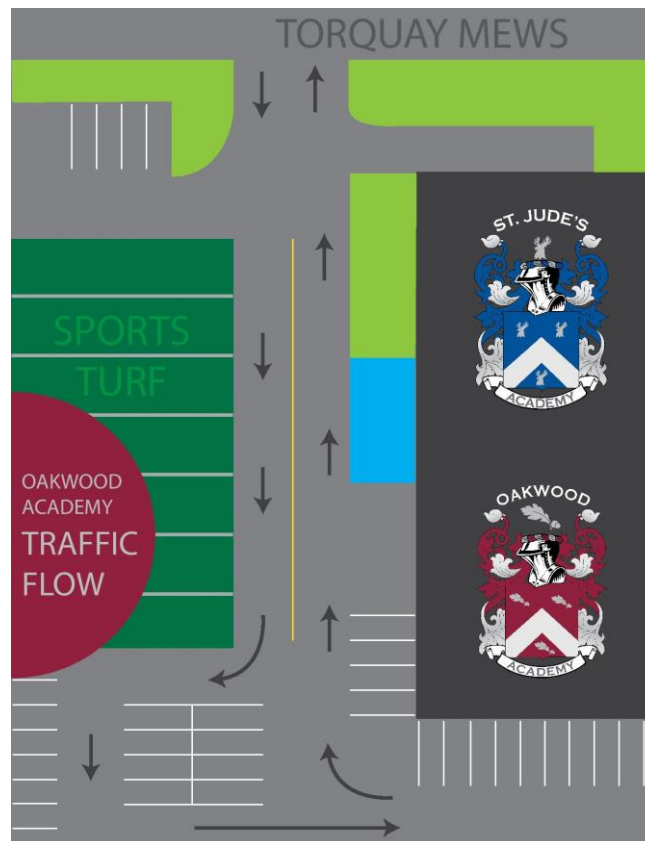 TORQUAY MEWS
SPORTS
TURF
OAKWOOD
ACADEMY
TRAFFIC
FLOW
ST. JUDE'S
ACADEMY
OAKWOOD
ACADEMY